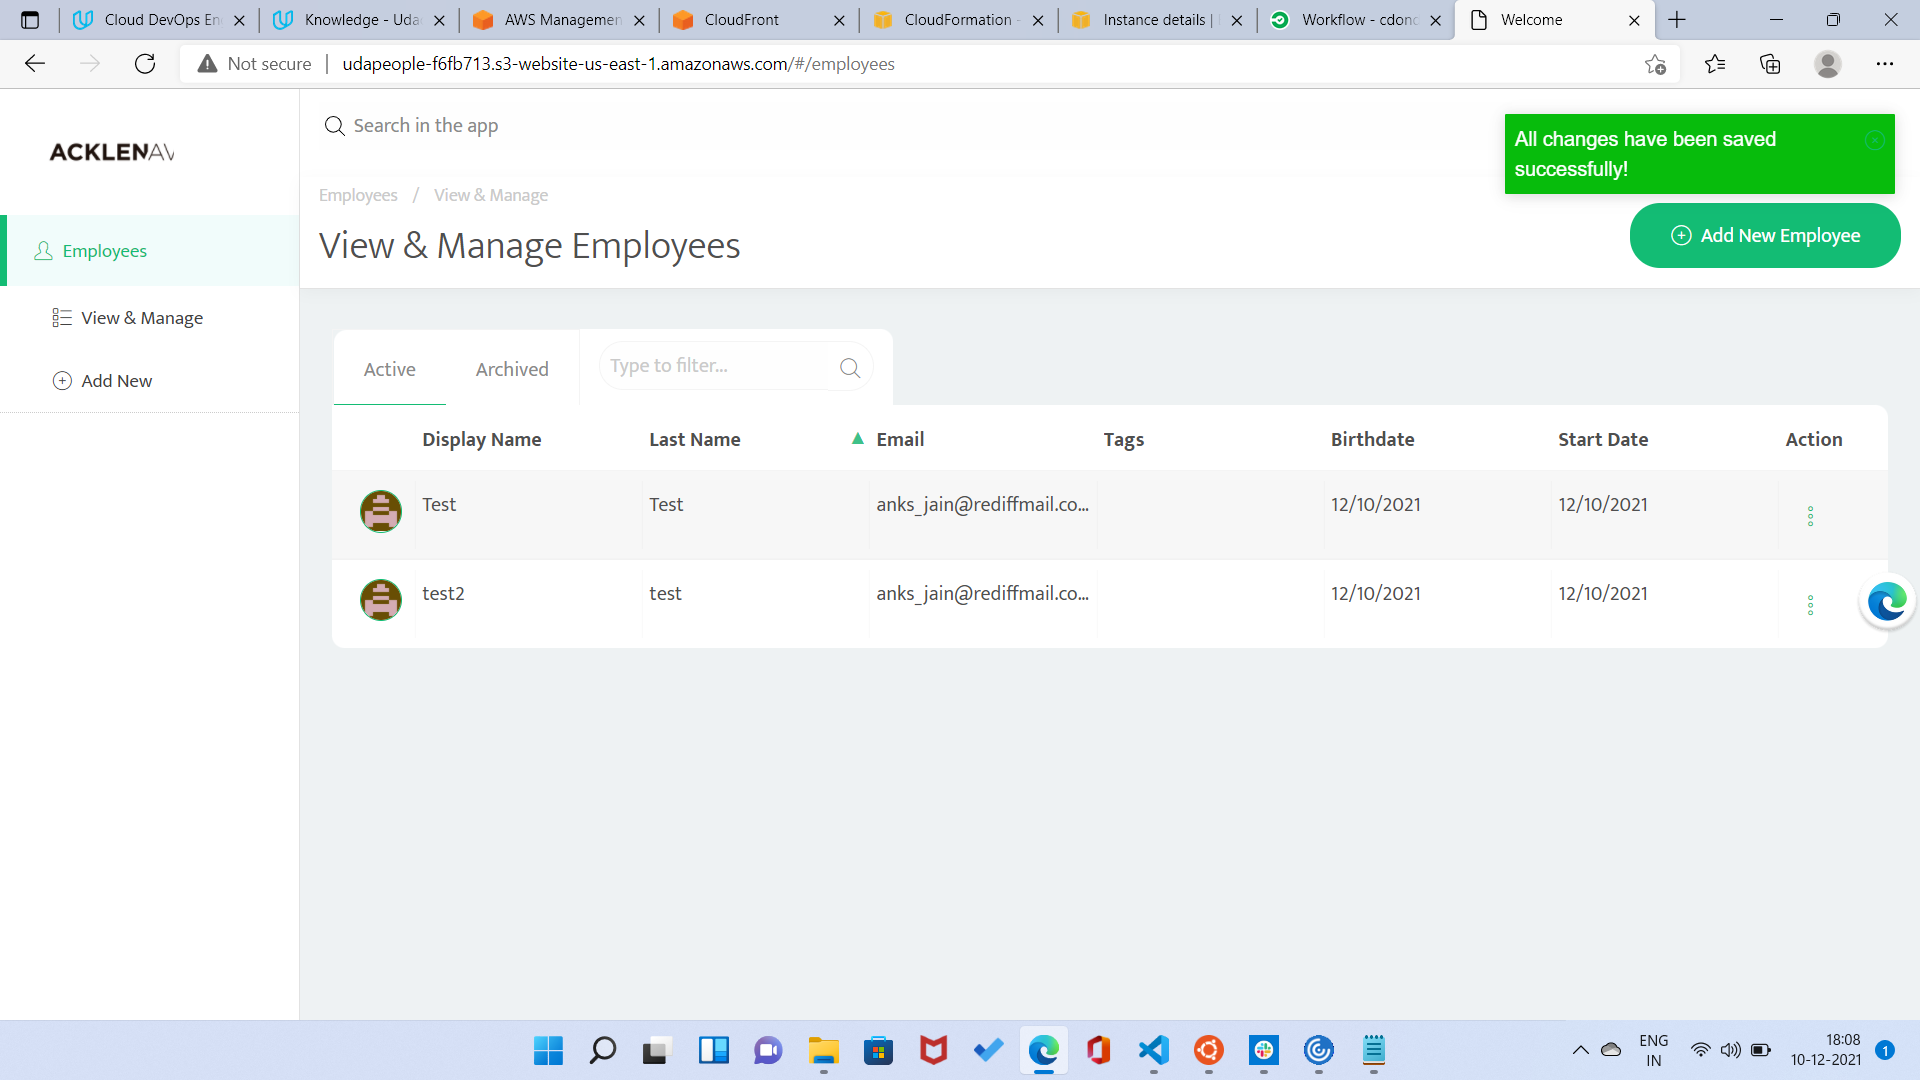 Cloud DevOps En
Knowledge - Udac
AWS Managemen
CloudFront
CloudFormation -
Instance details |
Workflow - cdonc
Welcome
Not secure
udapeople-f6fb713.s3-website-us-east-1.amazonaws.com/#/employees
ACKLENAV
Search in the app
All changes have been saved
successfully!
Employees / View & Manage
View & Manage Employees
Add New Employee
Employees
View & Manage
Add New
Active
Archived
Type to filter...
Display Name Last Name Email Tags Birthdate Start Date Action
Test Test anks_jain@rediffmail.co... 12/10/2021 12/10/2021
test2 test anks_jain@rediffmail.co... 12/10/2021 12/10/2021
ENG
IN
18:08
10-12-2021
1